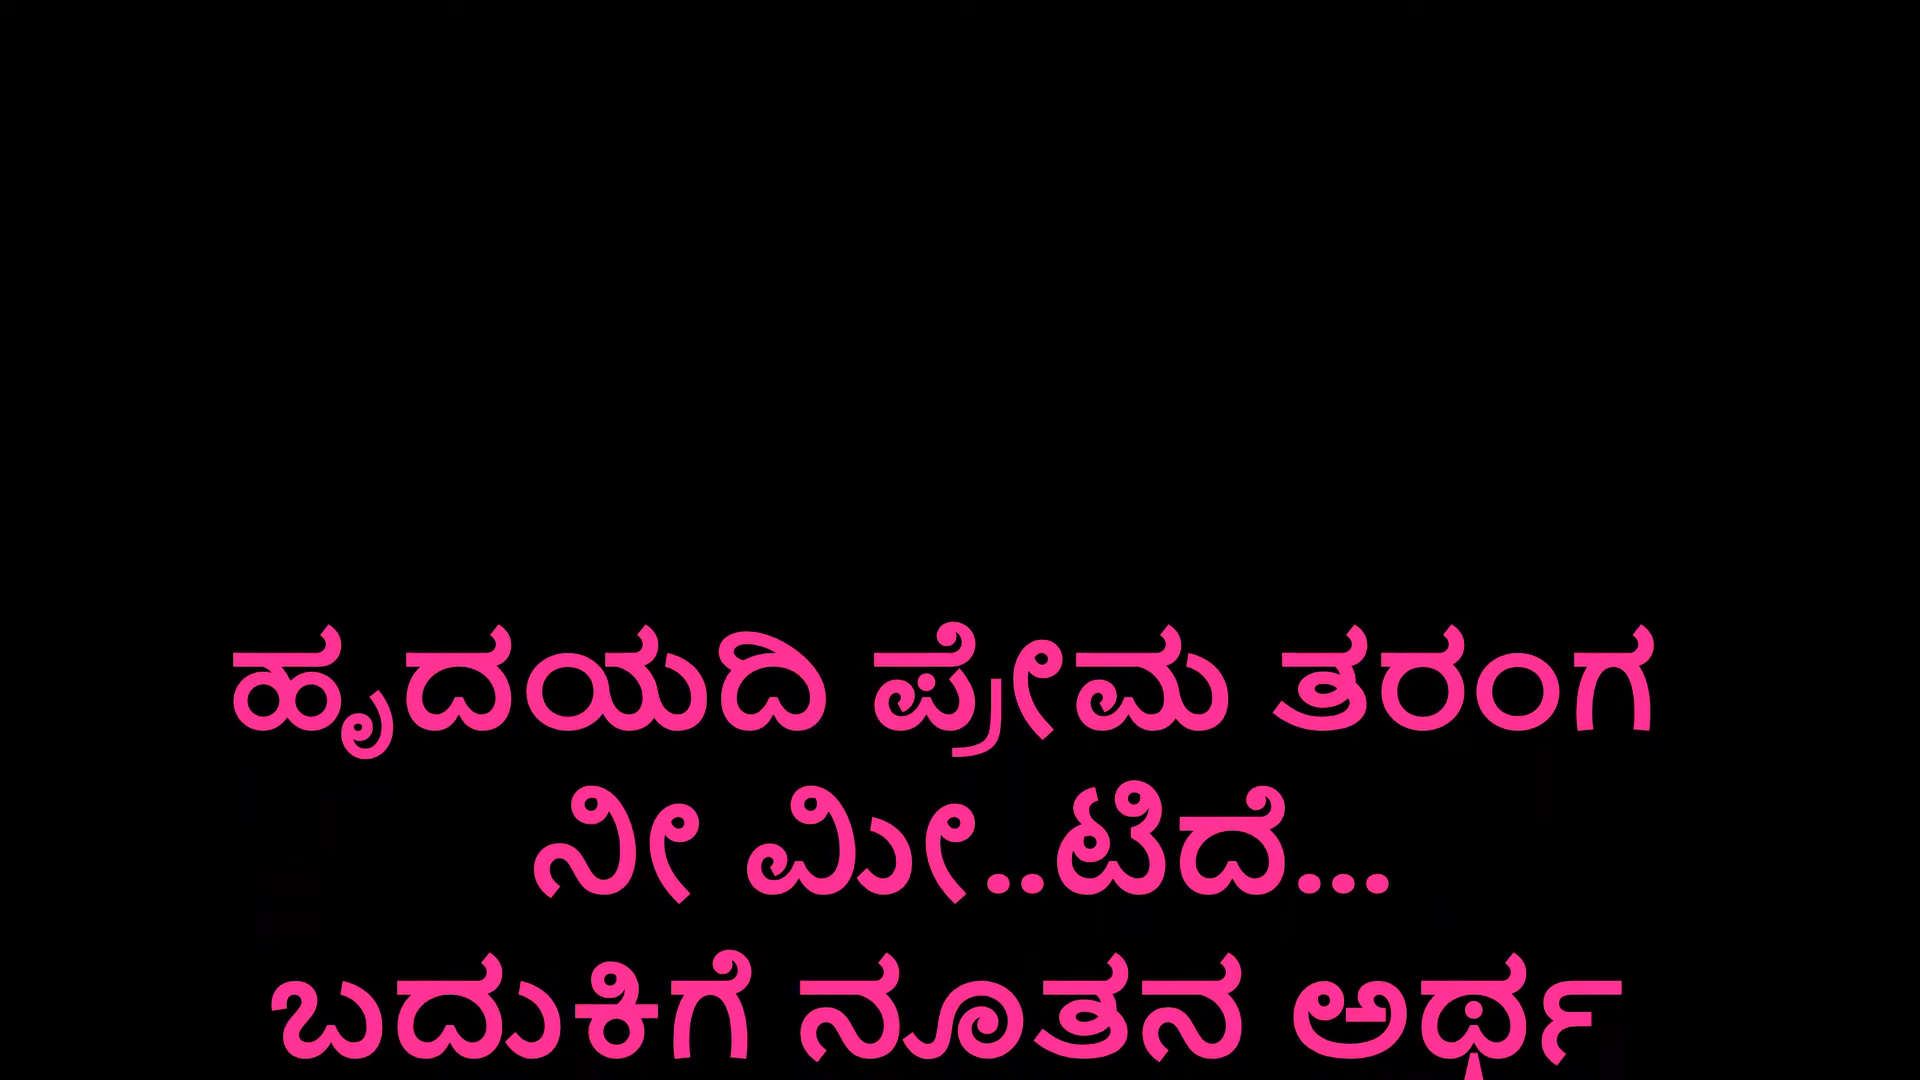 ಹೃದಯದಿ ಪ್ರೇಮ ತರಂಗ
ನೀ ಮೀ..ಟಿದೆ...
ಬದುಕಿಗೆ ನೂತನ ಅರ್ಥ